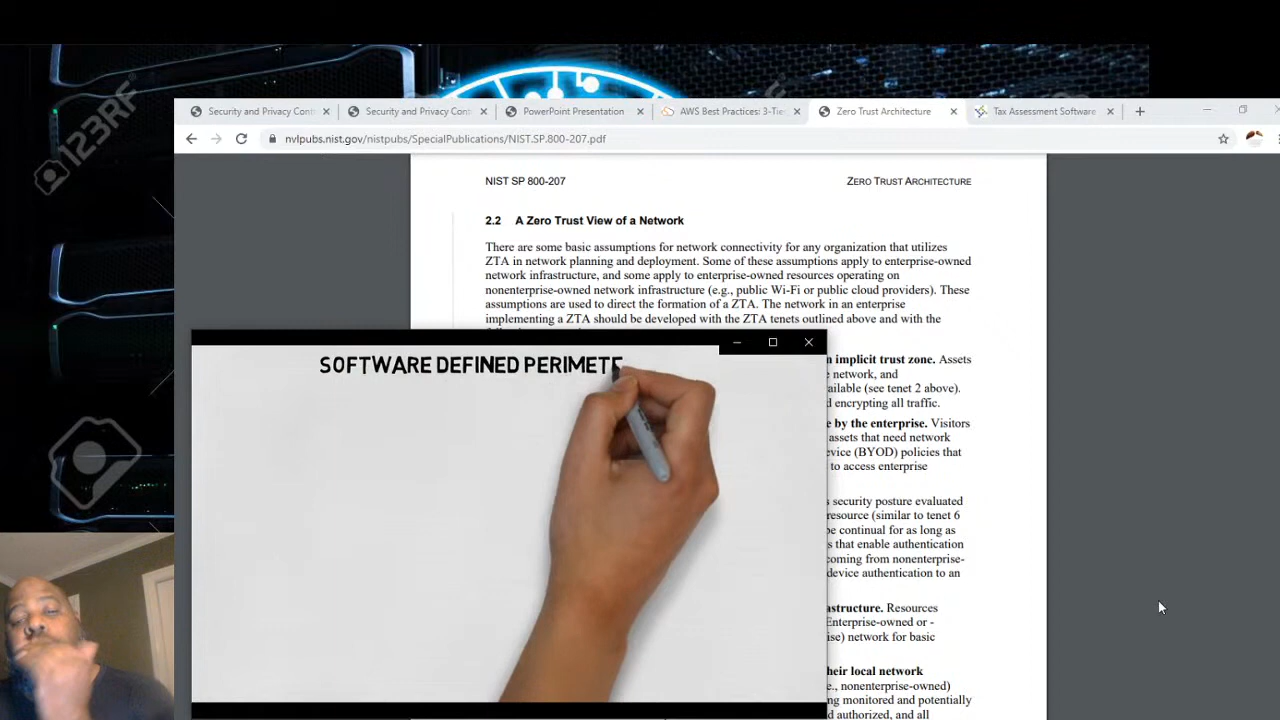 Security and Privacy Cont
Security and Privacy Cont
PowerPoint Presentation
AWS Best Practices: 3-Tie
Zero Trust Architecture
Tax Assessment Software
nvlpubs.nist.gov/nistpubs/SpecialPublications/NIST.SP.800-207.pdf
NIST SP 800-207
ZERO TRUST ARCHITECTURE
2.2 A Zero Trust View of a Network
There are some basic assumptions for network connectivity for any organization that utilizes
ZTA in network planning and deployment. Some of these assumptions apply to enterprise-owned
network infrastructure, and some apply to enterprise-owned resources operating on
nonenterprise-owned network infrastructure (e.g., public Wi-Fi or public cloud providers). These
assumptions are used to direct the formation of a ZTA. The network in an enterprise
implementing a ZTA should be developed with the ZTA tenets outlined above and with the
SOFTWARE DEFINED PERIMETE
n implicit trust zone. Assets
e network, and
ailable (see tenet 2 above).
d encrypting all traffic.
e by the enterprise. Visitors
assets that need network
evice (BYOD) policies that
to access enterprise
s security posture evaluated
resource (similar to tenet 6
be continual for as long as
s that enable authentication
coming from nonenterprise-
device authentication to an
astructure. Resources
Enterprise-owned or -
ise) network for basic
heir local network
e., nonenterprise-owned)
ng monitored and potentially
d authorized, and all
123RF
123RF